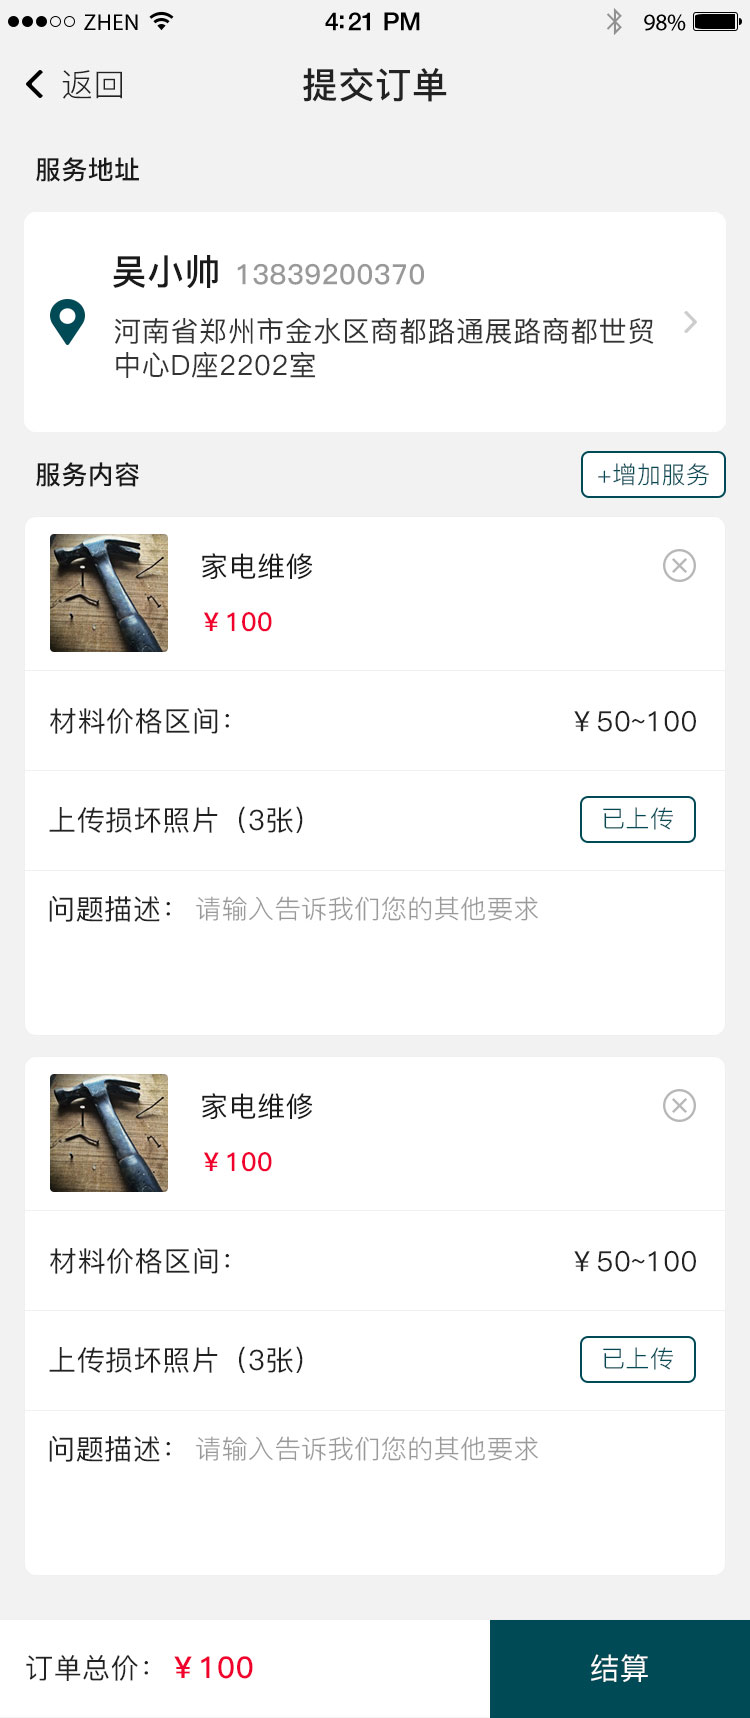 ZHEN 4:21 PM 98%
返回 提交订单
服务地址
吴小帅 13839200370
河南省郑州市金水区商都路通展路商都世贸
中心D座2202室
服务内容 +增加服务
家电维修
¥100
材料价格区间： ¥50~100
上传损坏照片（3张） 已上传
问题描述： 请输入告诉我们您的其他要求
家电维修
¥100
材料价格区间： ¥50~100
上传损坏照片（3张） 已上传
问题描述： 请输入告诉我们您的其他要求
订单总价： ¥100 结算